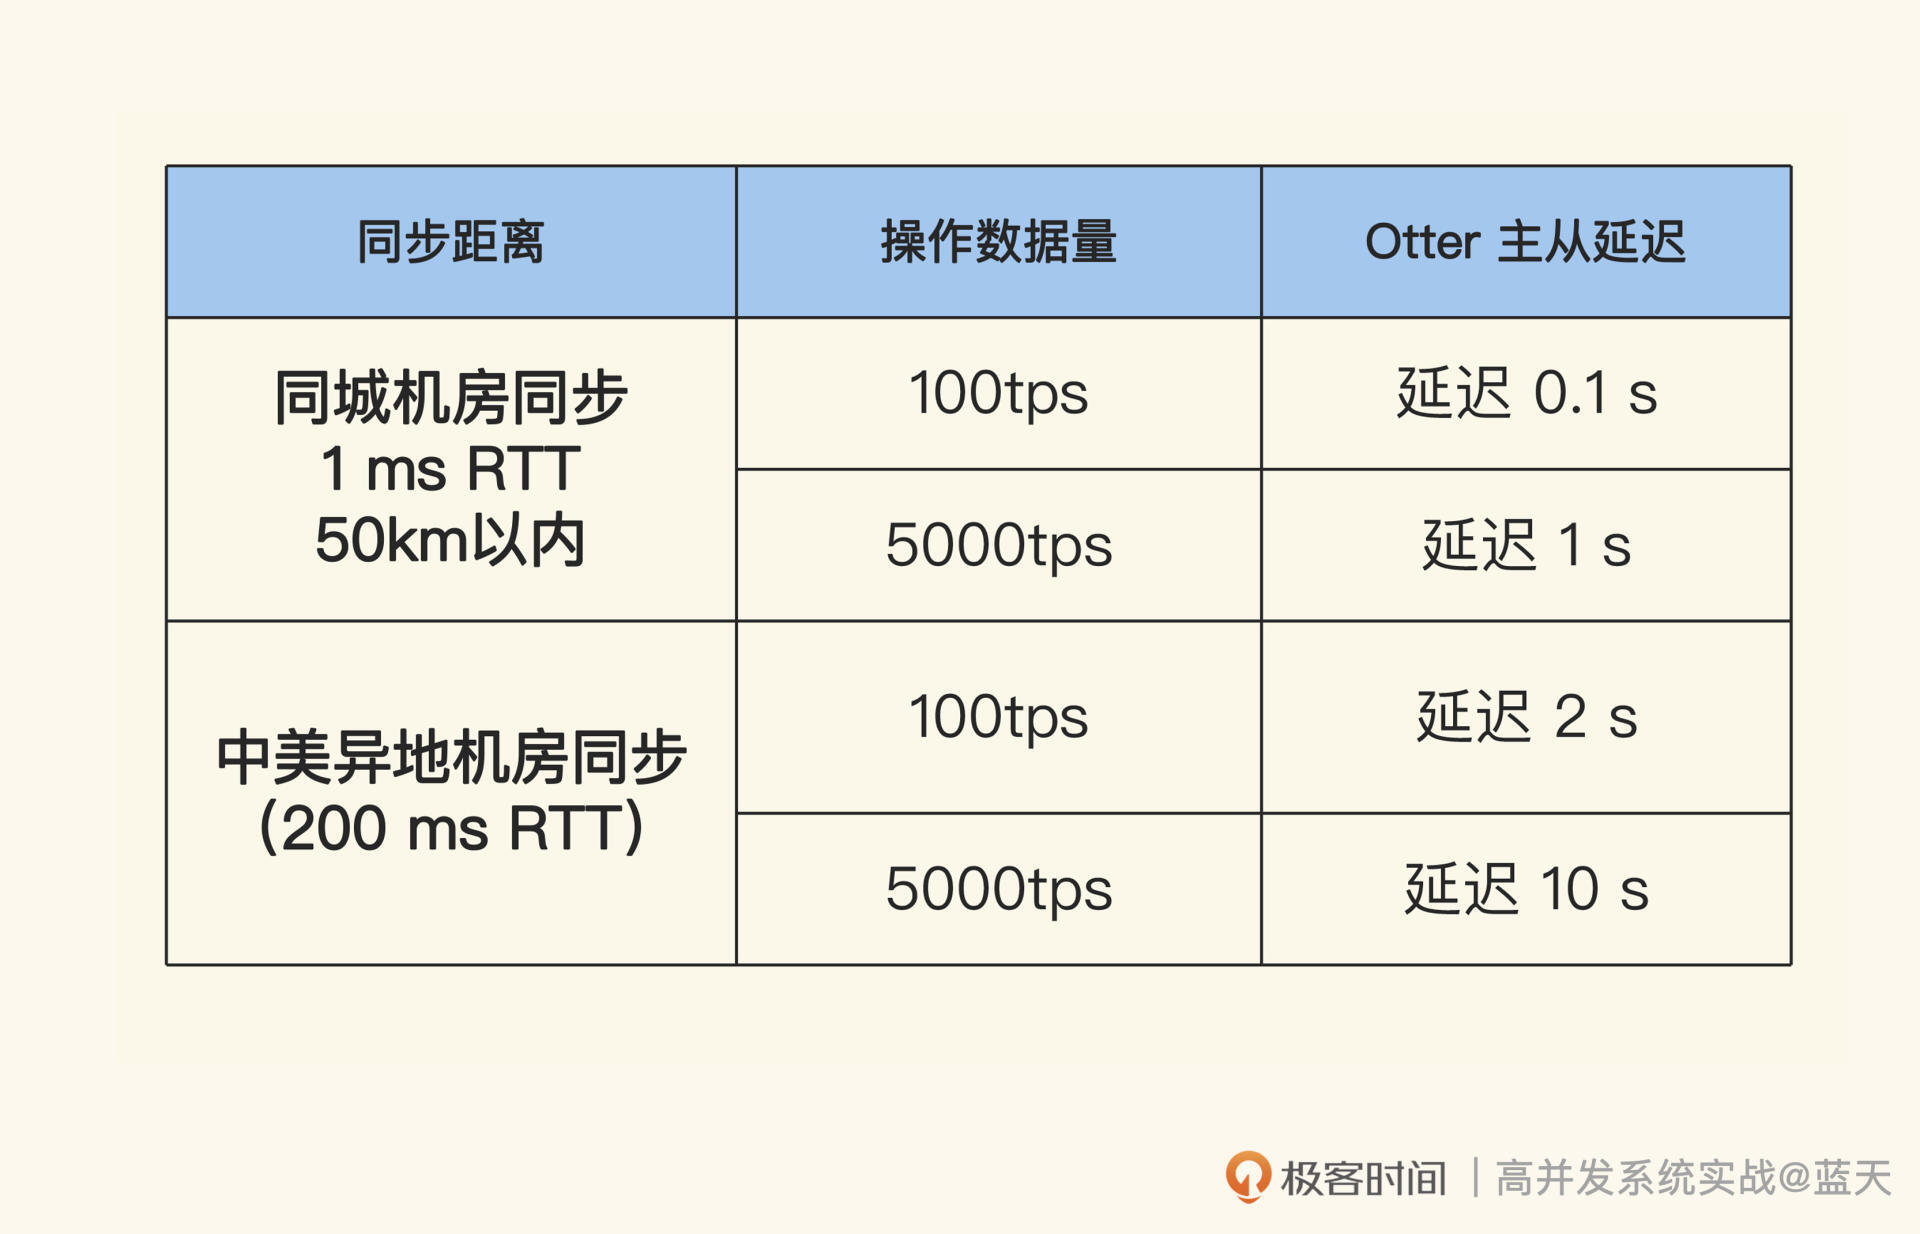 同步距离
操作数据量
Otter 主从延迟
同城机房同步
1 ms RTT
50km以内
100tps
延迟 0.1 s
5000tps
延迟 1 s
中美异地机房同步
(200 ms RTT)
100tps
延迟 2 s
5000tps
延迟 10 s
极客时间 | 高并发系统实战@蓝天